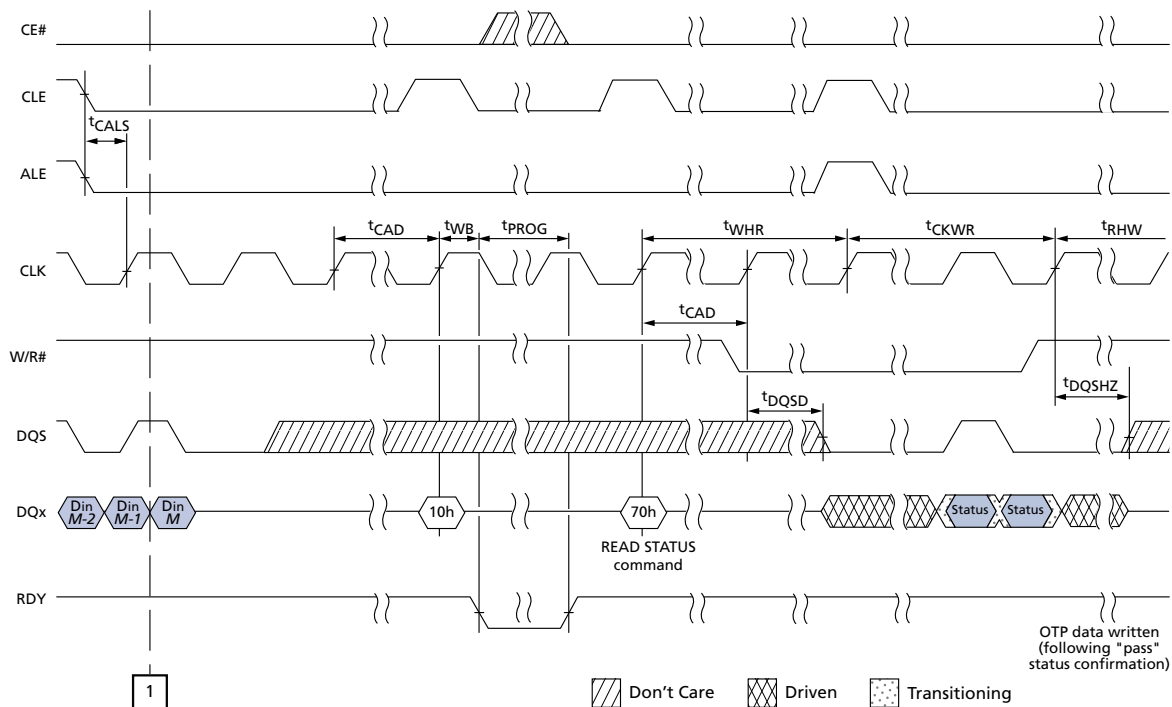 CE#
CLE
tCALS
ALE
tCAD
tWB
tPROG
tWHR
tCKWR
tRHW
CLK
tCAD
W/R#
tDQSD
tDQSHZ
DQS
DQx
Din
M-2
Din
M-1
Din
M
10h
70h
Status
Status
READ STATUS
command
RDY
OTP data written
(following "pass"
status confirmation)
1
Don't Care
Driven
Transitioning